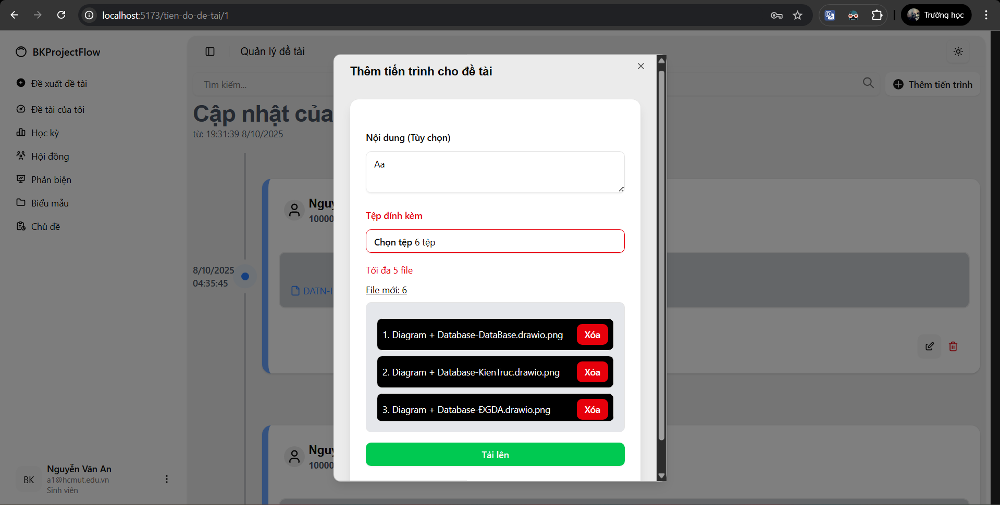 localhost:5173/tien-do-de-tai/1
Trường học
BKProjectFlow
Đề xuất đề tài
Đề tài của tôi
Học kỳ
Hội đồng
Phản biện
Biểu mẫu
Chủ đề
BK
Nguyễn Văn An
a1@hcmut.edu.vn
Sinh viên
Quản lý đề tài
Tìm kiếm...
Thêm tiến trình
Cập nhật của
từ: 19:31:39 8/10/2025
8/10/2025
04:35:45
10000
ĐATN-H
10000
Thêm tiến trình cho đề tài
Nội dung (Tùy chọn)
Aa
Tệp đính kèm
Chọn tệp 6 tệp
Tối đa 5 file
File mới: 6
1. Diagram + Database-DataBase.drawio.png
Xóa
2. Diagram + Database-KienTruc.drawio.png
Xóa
3. Diagram + Database-ĐGDA.drawio.png
Xóa
Tải lên